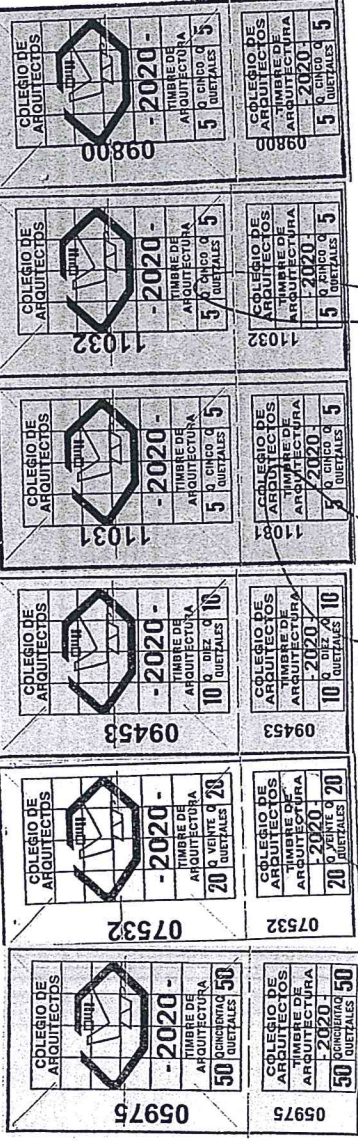 COLEGIO DE
ARQUITECTOS
- 2020 -
TIMBRE DE
ARQUITECTURA
50 Q CINCUENTA Q 50
QUETZALES
05975
COLEGIO DE
ARQUITECTOS
TIMBRE DE
ARQUITECTURA
- 2020 -
50 Q CINCUENTA Q 50
QUETZALES
05975
COLEGIO DE
ARQUITECTOS
- 2020 -
TIMBRE DE
ARQUITECTURA
20 Q VEINTE Q 20
QUETZALES
07532
COLEGIO DE
ARQUITECTOS
TIMBRE DE
ARQUITECTURA
- 2020 -
20 Q VEINTE Q 20
QUETZALES
07532
COLEGIO DE
ARQUITECTOS
- 2020 -
TIMBRE DE
ARQUITECTURA
10 Q DIEZ Q 10
QUETZALES
09453
COLEGIO DE
ARQUITECTOS
TIMBRE DE
ARQUITECTURA
- 2020 -
10 Q DIEZ Q 10
QUETZALES
09453
COLEGIO DE
ARQUITECTOS
- 2020 -
TIMBRE DE
ARQUITECTURA
5 Q CINCO Q 5
QUETZALES
11031
COLEGIO DE
ARQUITECTOS
TIMBRE DE
ARQUITECTURA
- 2020 -
5 Q CINCO Q 5
QUETZALES
11031
COLEGIO DE
ARQUITECTOS
- 2020 -
TIMBRE DE
ARQUITECTURA
5 Q CINCO Q 5
QUETZALES
11032
COLEGIO DE
ARQUITECTOS
TIMBRE DE
ARQUITECTURA
- 2020 -
5 Q CINCO Q 5
QUETZALES
11032
COLEGIO DE
ARQUITECTOS
- 2020 -
TIMBRE DE
ARQUITECTURA
5 Q CINCO Q 5
QUETZALES
09800
COLEGIO DE
ARQUITECTOS
TIMBRE DE
ARQUITECTURA
- 2020 -
5 Q CINCO Q 5
QUETZALES
09800